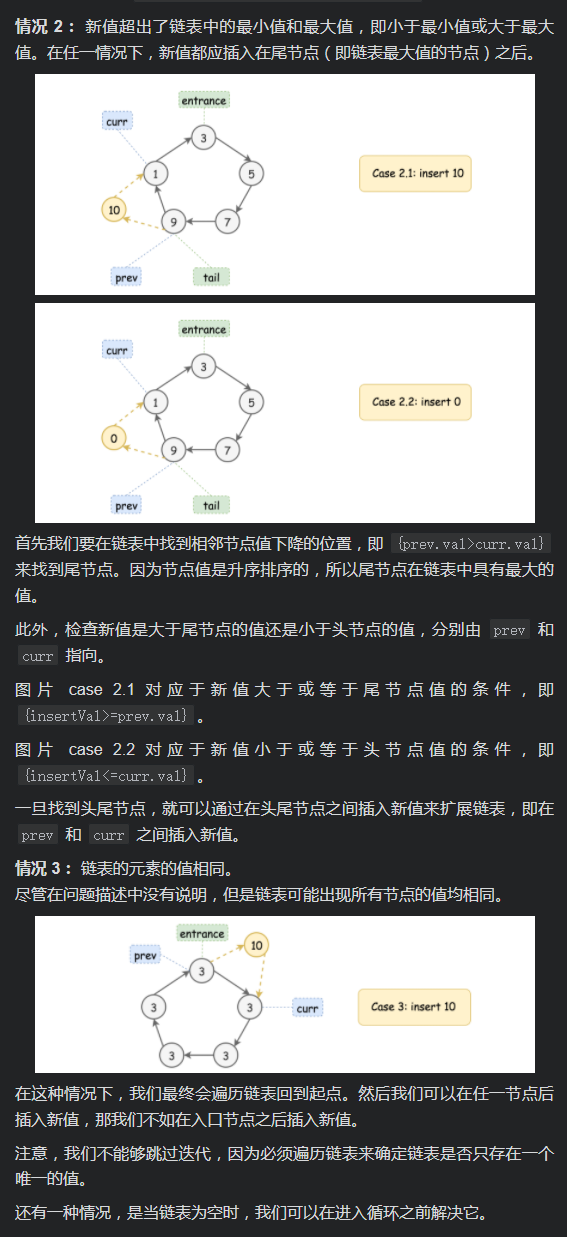 情况 2： 新值超出了链表中的最小值和最大值，即小于最小值或大于最大
值。在任一情况下，新值都应插入在尾节点（即链表最大值的节点）之后。
entrance
curr
3
1
5
Case 2.1: insert 10
10
9
7
prev
tail
entrance
curr
3
1
5
Case 2.2: insert 0
0
9
7
prev
tail
首先我们要在链表中找到相邻节点值下降的位置，即 {prev.val>curr.val}
来找到尾节点。因为节点值是升序排序的，所以尾节点在链表中具有最大的
值。
此外，检查新值是大于尾节点的值还是小于头节点的值，分别由 prev 和
curr 指向。
图片 case 2.1 对应于新值大于或等于尾节点值的条件，即
{insertVal>=prev.val} 。
图片 case 2.2 对应于新值小于或等于头节点值的条件，即
{insertVal<=curr.val} 。
一旦找到头尾节点，就可以通过在头尾节点之间插入新值来扩展链表，即在
prev 和 curr 之间插入新值。
情况 3： 链表的元素的值相同。
尽管在问题描述中没有说明，但是链表可能出现所有节点的值均相同。
entrance
prev
10
3
3
3
curr
Case 3: insert 10
3
3
在这种情况下，我们最终会遍历链表回到起点。然后我们可以在任一节点后
插入新值，那我们不如在入口节点之后插入新值。
注意，我们不能够跳过迭代，因为必须遍历链表来确定链表是否只存在一个
唯一的值。
还有一种情况，是当链表为空时，我们可以在进入循环之前解决它。